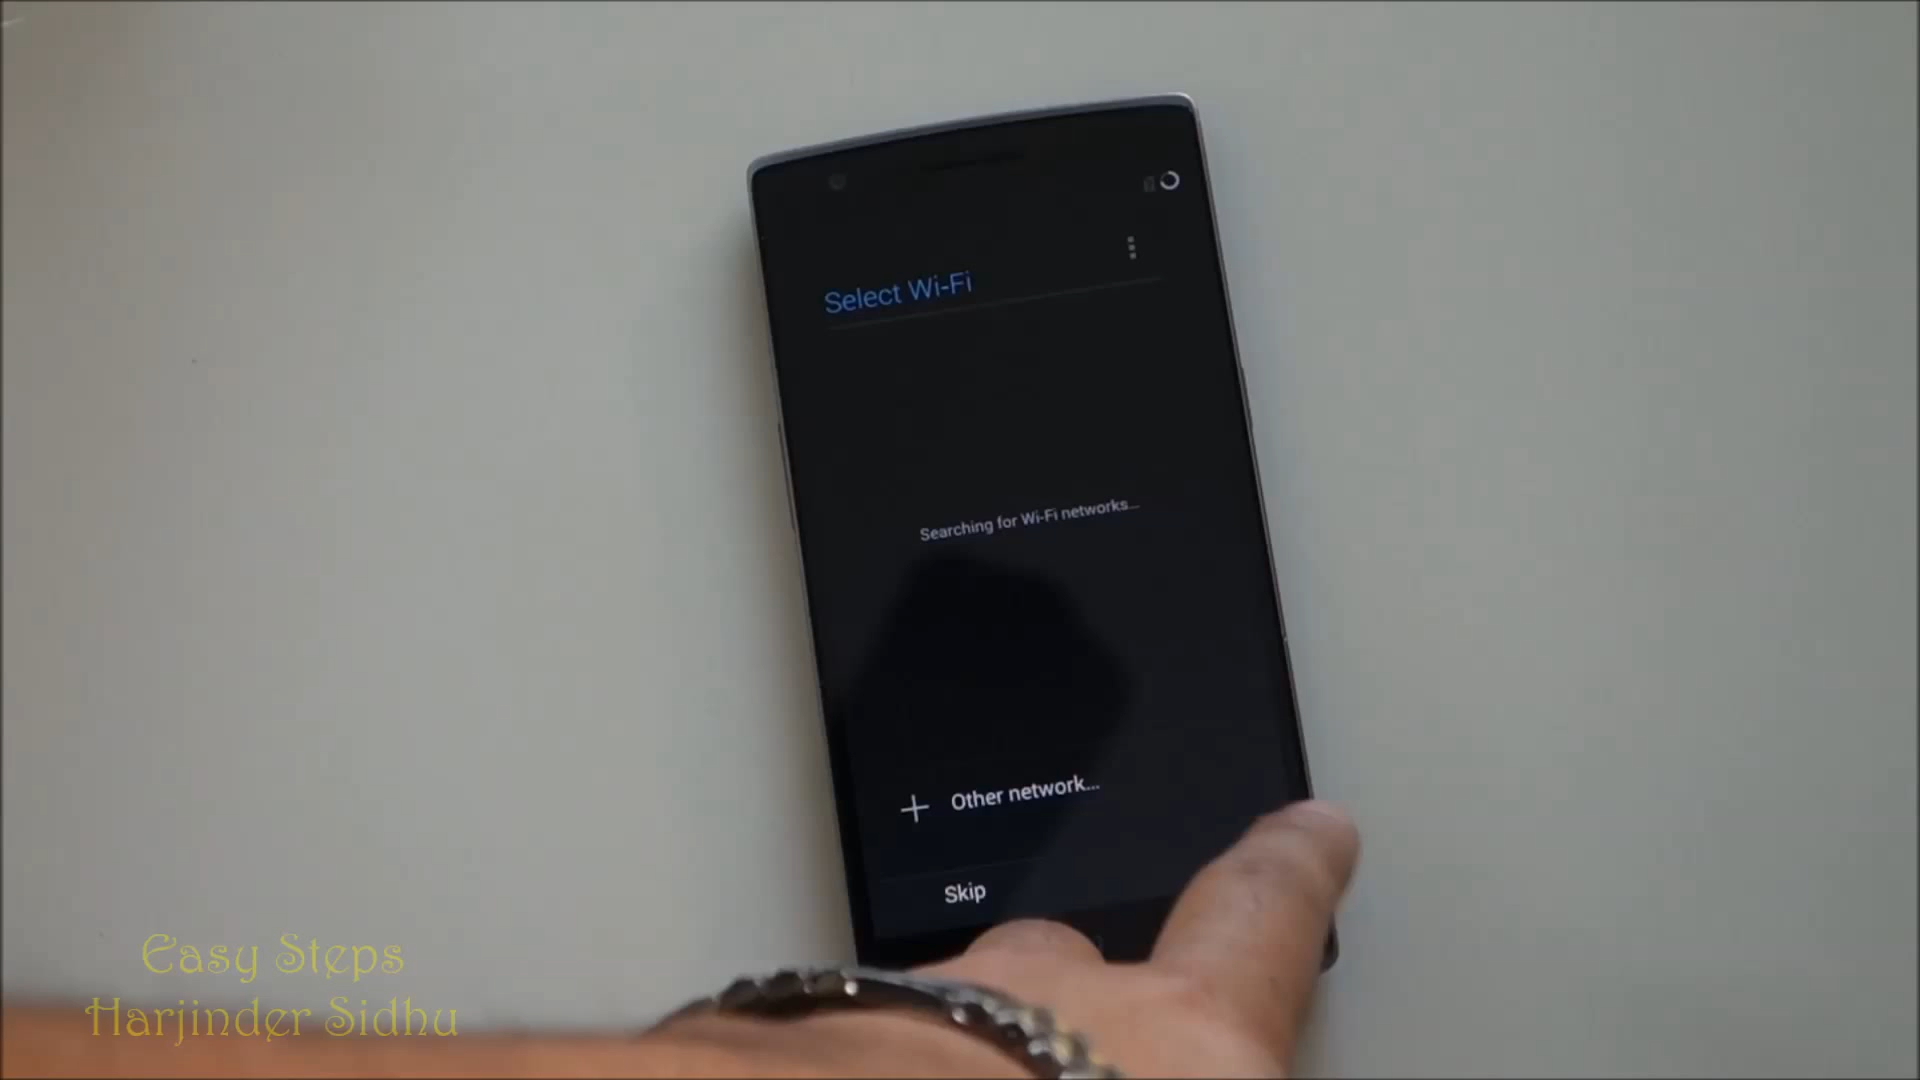 Select Wi-Fi
Searching for Wi-Fi networks...
Other network...
Skip
Easy Steps
Harjinder Sidhu